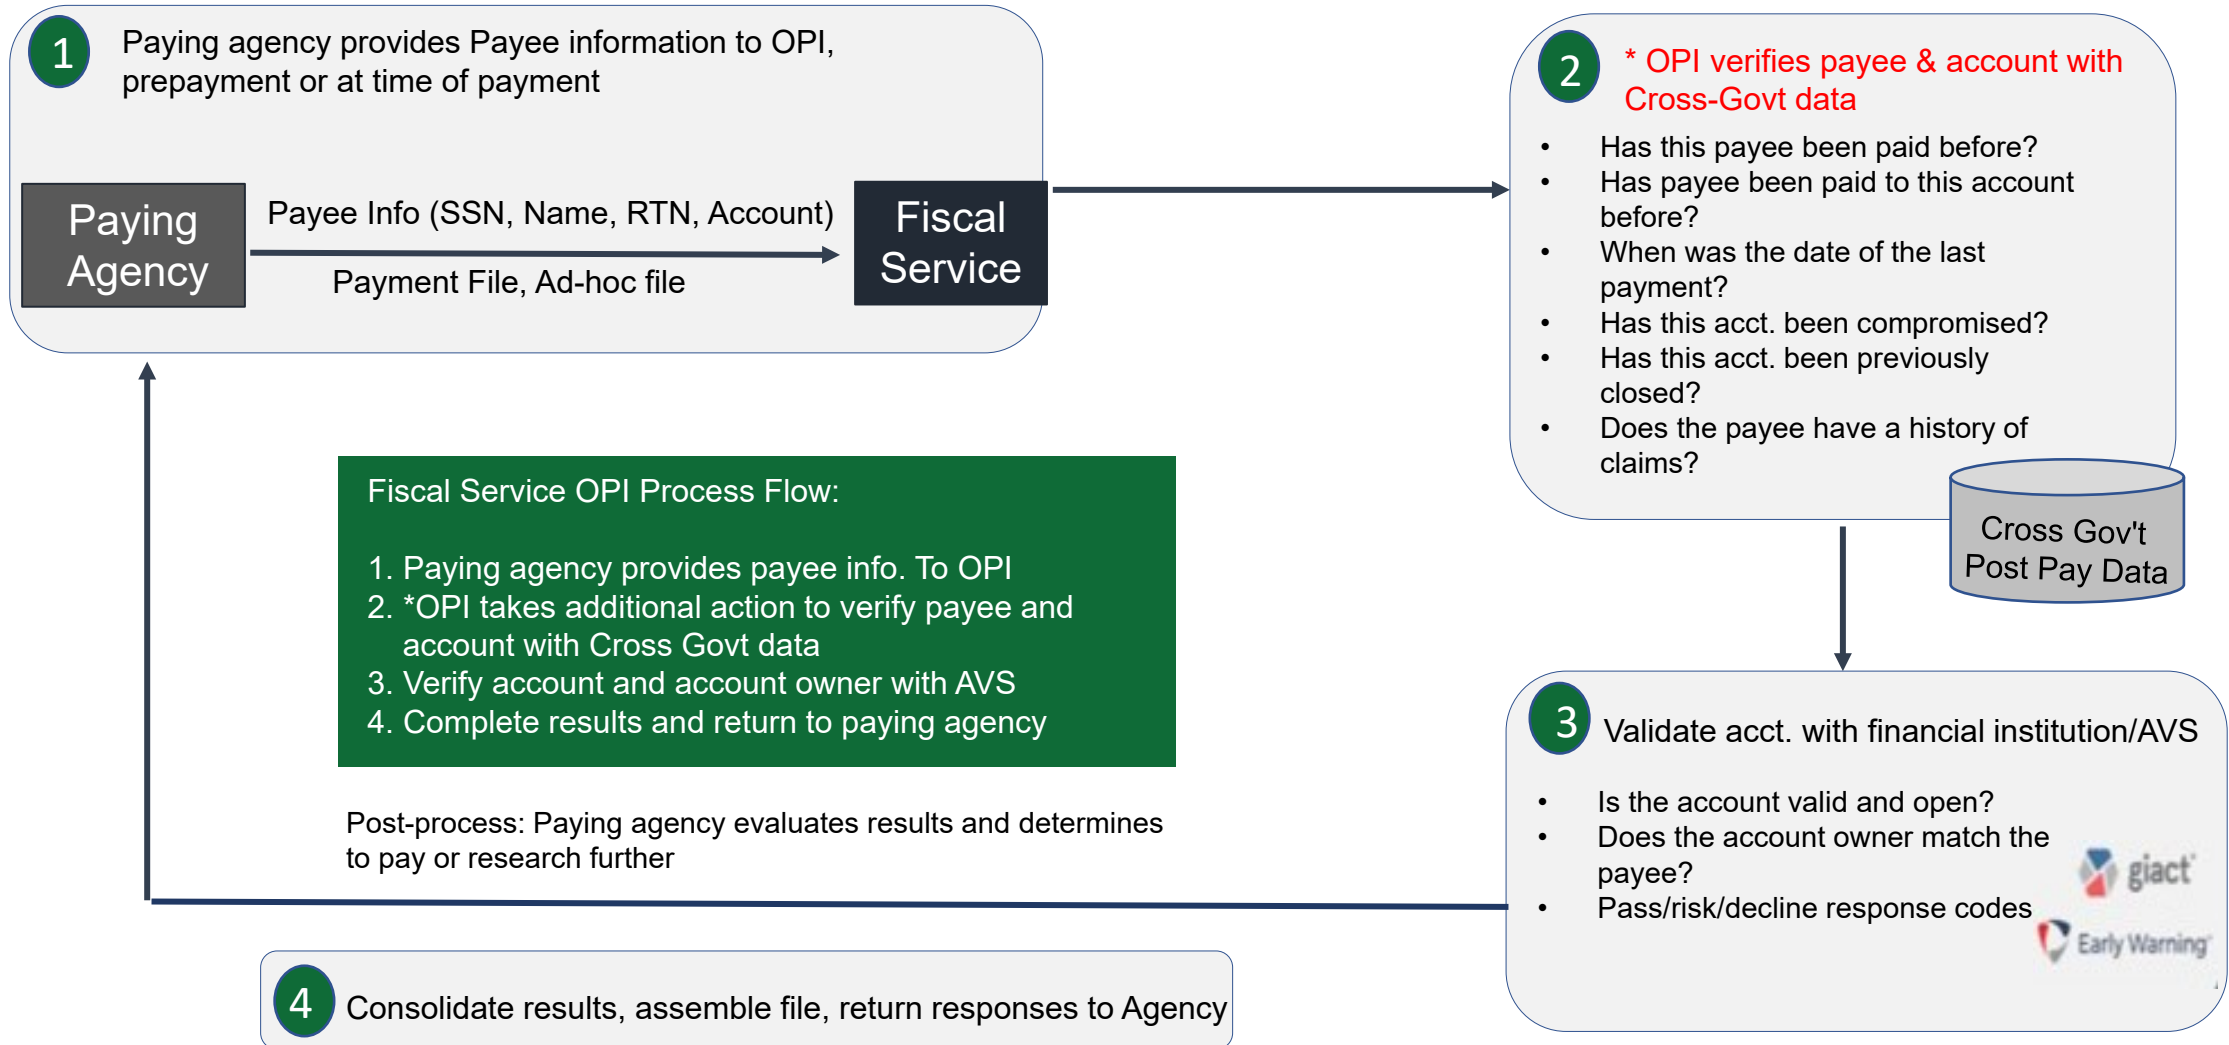 1
Paying agency provides Payee information to OPI,
prepayment or at time of payment
Paying
Agency
Payee Info (SSN, Name, RTN, Account)
Payment File, Ad-hoc file
Fiscal
Service
2
* OPI verifies payee & account with
Cross-Govt data
• Has this payee been paid before?
• Has payee been paid to this account
before?
• When was the date of the last
payment?
• Has this acct. been compromised?
• Has this acct. been previously
closed?
• Does the payee have a history of
claims?
Cross Gov't
Post Pay Data
Fiscal Service OPI Process Flow:
1. Paying agency provides payee info. To OPI
2. *OPI takes additional action to verify payee and
account with Cross Govt data
3. Verify account and account owner with AVS
4. Complete results and return to paying agency
Post-process: Paying agency evaluates results and determines
to pay or research further
3
Validate acct. with financial institution/AVS
• Is the account valid and open?
• Does the account owner match the
payee?
• Pass/risk/decline response codes
giact
Early Warning
4
Consolidate results, assemble file, return responses to Agency